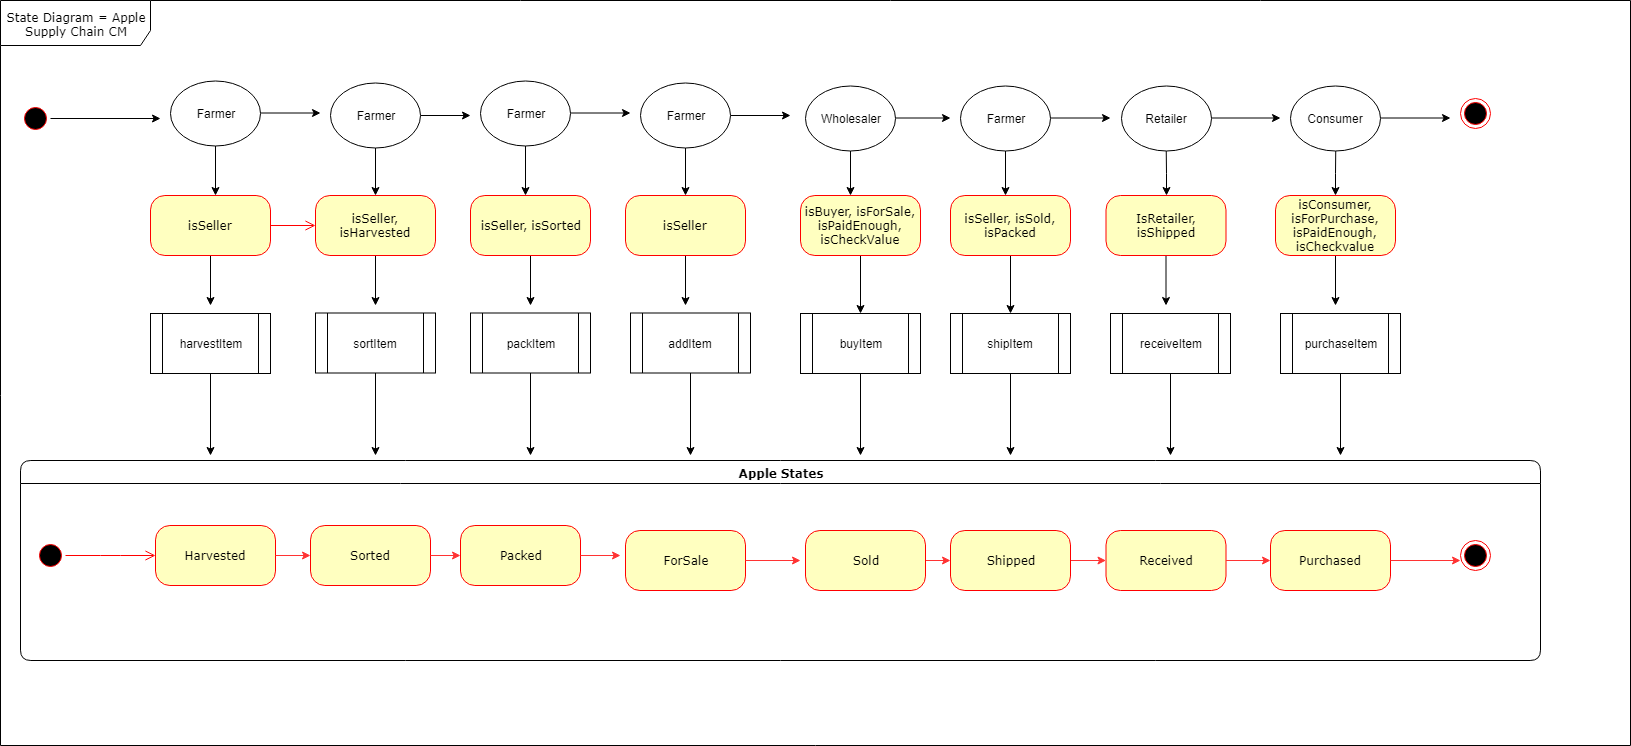 State Diagram = Apple
Supply Chain CM
Farmer
Farmer
Farmer
Farmer
Wholesaler
Farmer
Retailer
Consumer
isSeller
isSeller,
isHarvested
isSeller, isSorted
isSeller
isBuyer, isForSale,
isPaidEnough,
isCheckValue
isSeller, isSold,
isPacked
IsRetailer,
isShipped
isConsumer,
isForPurchase,
isPaidEnough,
isCheckvalue
harvestItem
sortItem
packItem
addItem
buyItem
shipItem
receiveItem
purchaseItem
Apple States
Harvested
Sorted
Packed
ForSale
Sold
Shipped
Received
Purchased